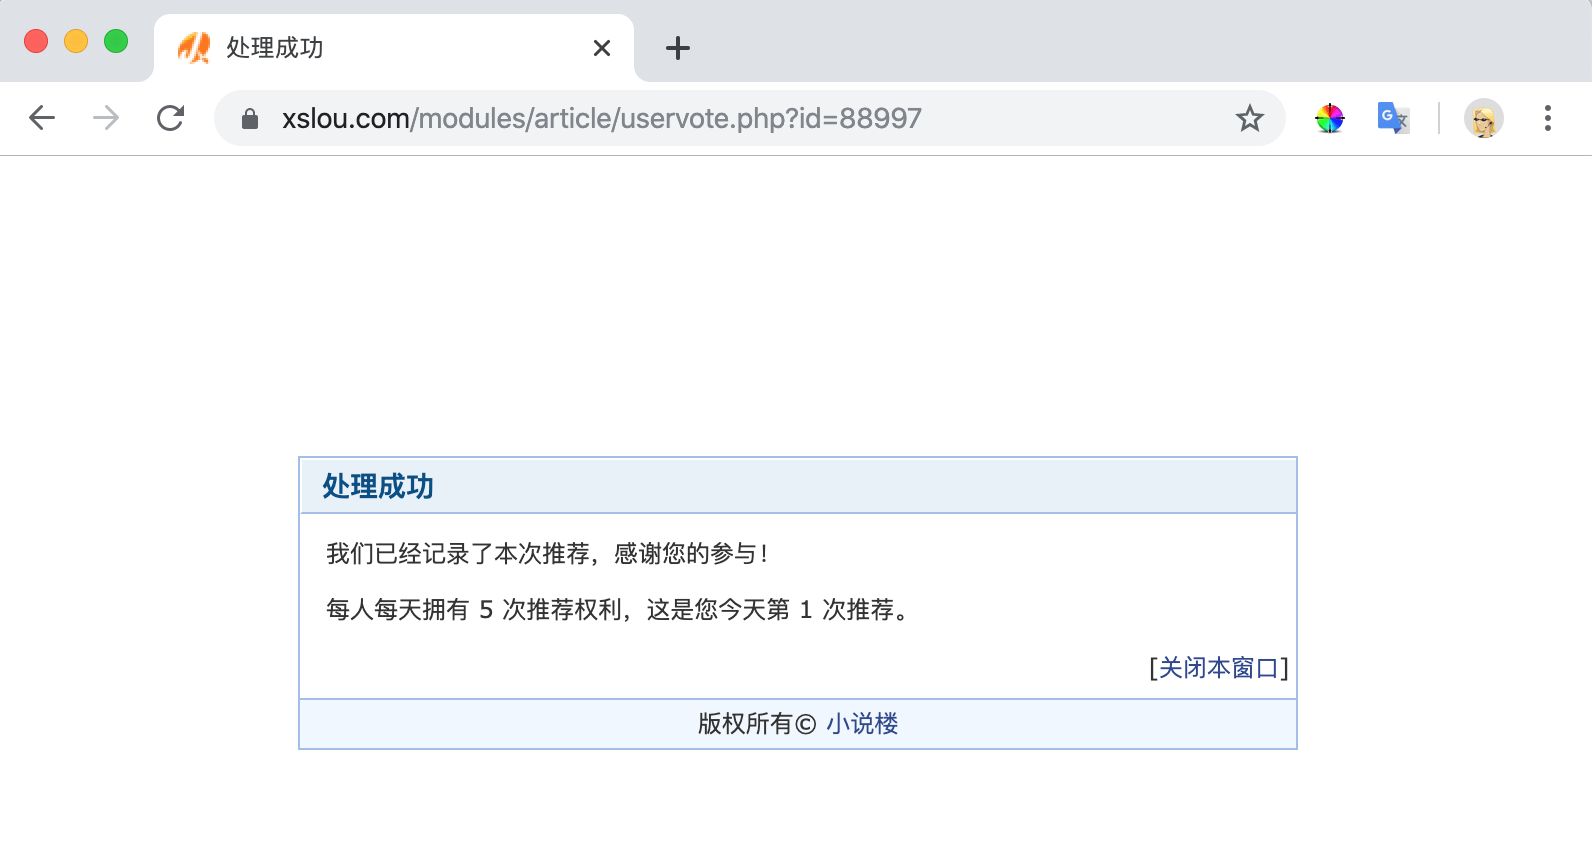 处理成功
xslou.com/modules/article/uservote.php?id=88997
处理成功
我们已经记录了本次推荐，感谢您的参与！
每人每天拥有 5 次推荐权利，这是您今天第 1 次推荐。
[关闭本窗口]
版权所有© 小说楼